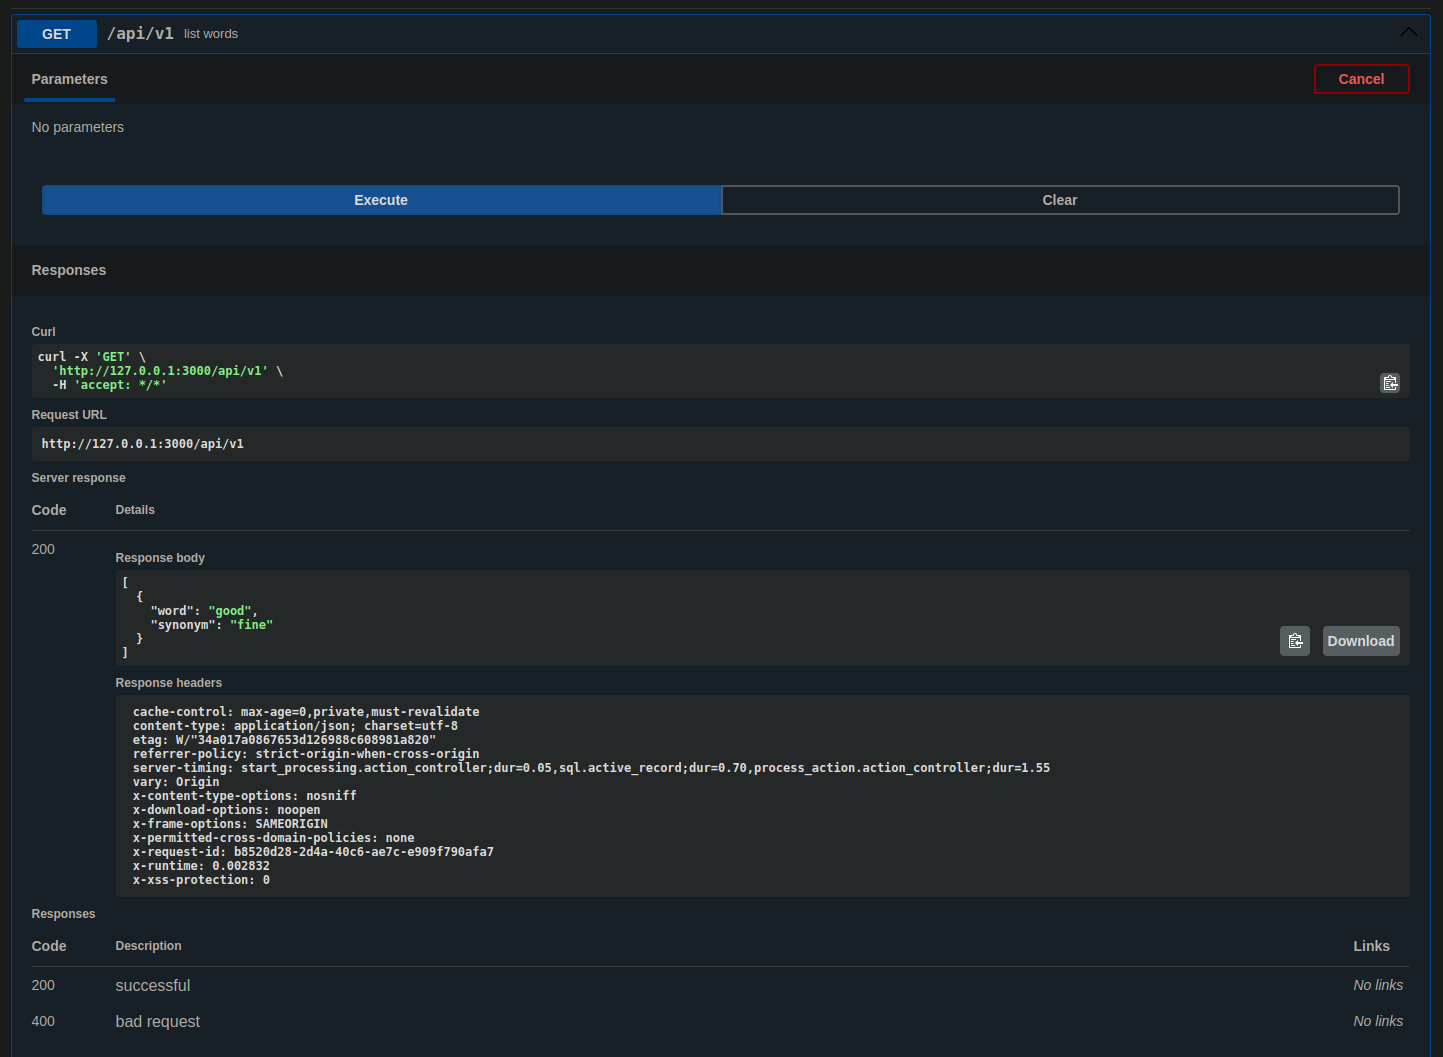 GET /api/v1 list words
Parameters Cancel
No parameters
Execute Clear
Responses
Curl
curl -X 'GET' \
  'http://127.0.0.1:3000/api/v1' \
  -H 'accept: */*'
Request URL
http://127.0.0.1:3000/api/v1
Server response
Code Details
200
Response body
[
  {
    "word": "good",
    "synonym": "fine"
  }
]
Download
Response headers
cache-control: max-age=0,private,must-revalidate
content-type: application/json; charset=utf-8
etag: W/"34a017a0867653d126988c608981a820"
referrer-policy: strict-origin-when-cross-origin
server-timing: start_processing.action_controller;dur=0.05,sql.active_record;dur=0.70,process_action.action_controller;dur=1.55
vary: Origin
x-content-type-options: nosniff
x-download-options: noopen
x-frame-options: SAMEORIGIN
x-permitted-cross-domain-policies: none
x-request-id: b8520d28-2d4a-40c6-ae7c-e909f790afa7
x-runtime: 0.002832
x-xss-protection: 0
Responses
Code Description Links
200 successful No links
400 bad request No links